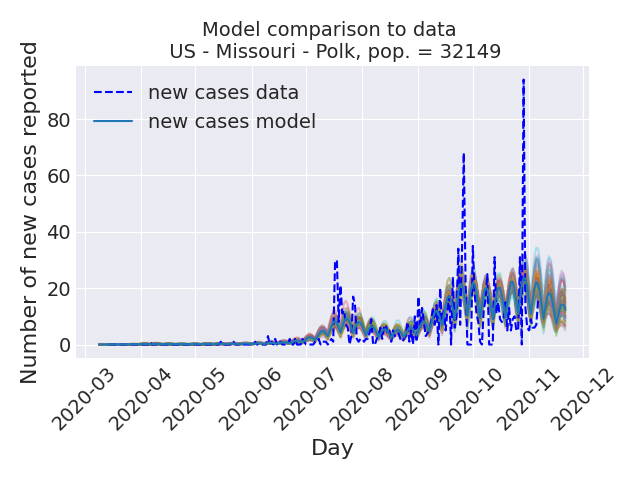 Model comparison to data
US - Missouri - Polk, pop. = 32149
Number of new cases reported
new cases data
new cases model
80
60
40
20
0
2020-03
2020-04
2020-05
2020-06
2020-07
2020-08
2020-09
2020-10
2020-11
2020-12
Day